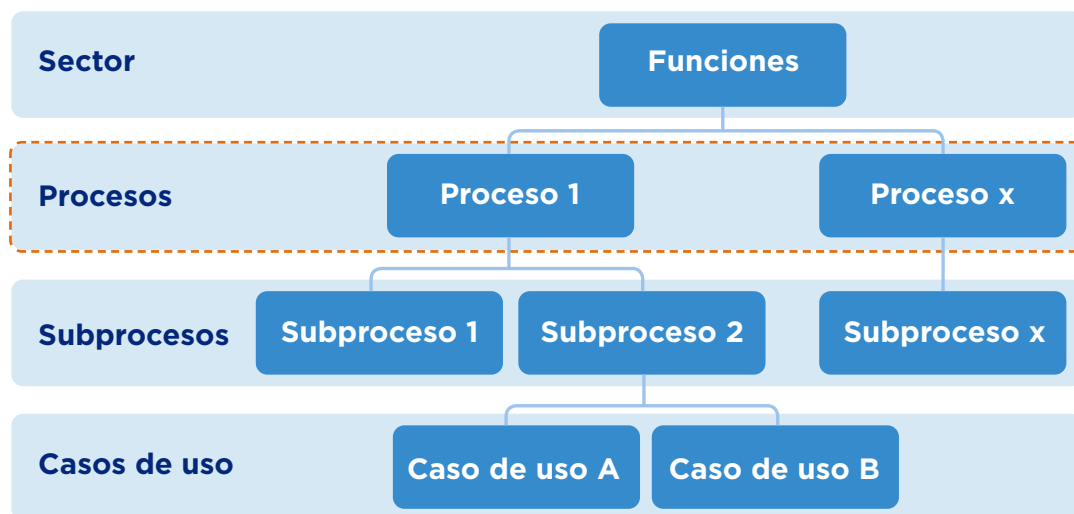 Sector
Funciones
Procesos
Proceso 1
Proceso x
Subprocesos
Subproceso 1
Subproceso 2
Subproceso x
Casos de uso
Caso de uso A
Caso de uso B